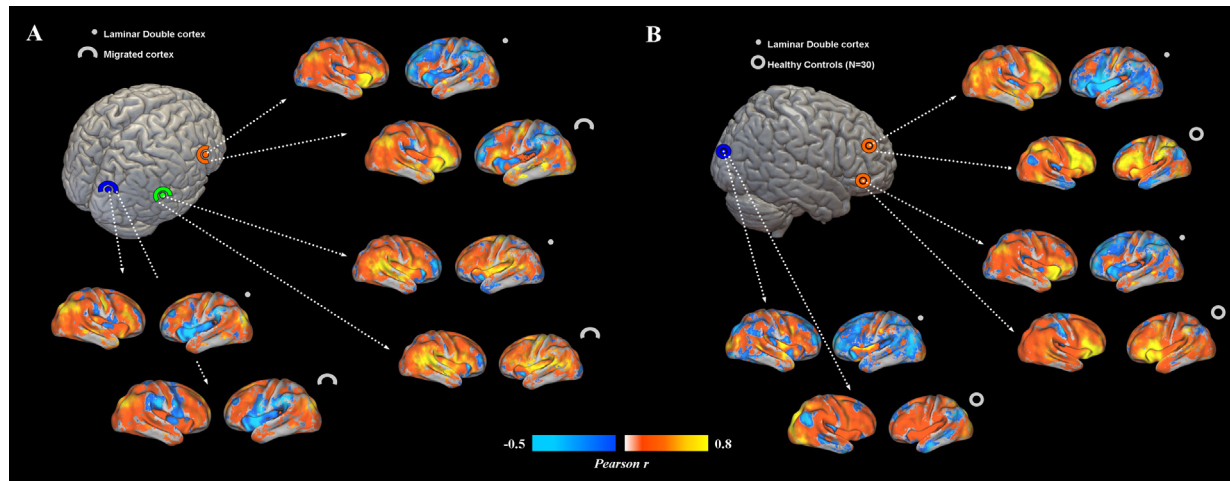 A
Laminar Double cortex
Migrated cortex
B
Laminar Double cortex
Healthy Controls (N=30)
-0.5
0.8
Pearson r